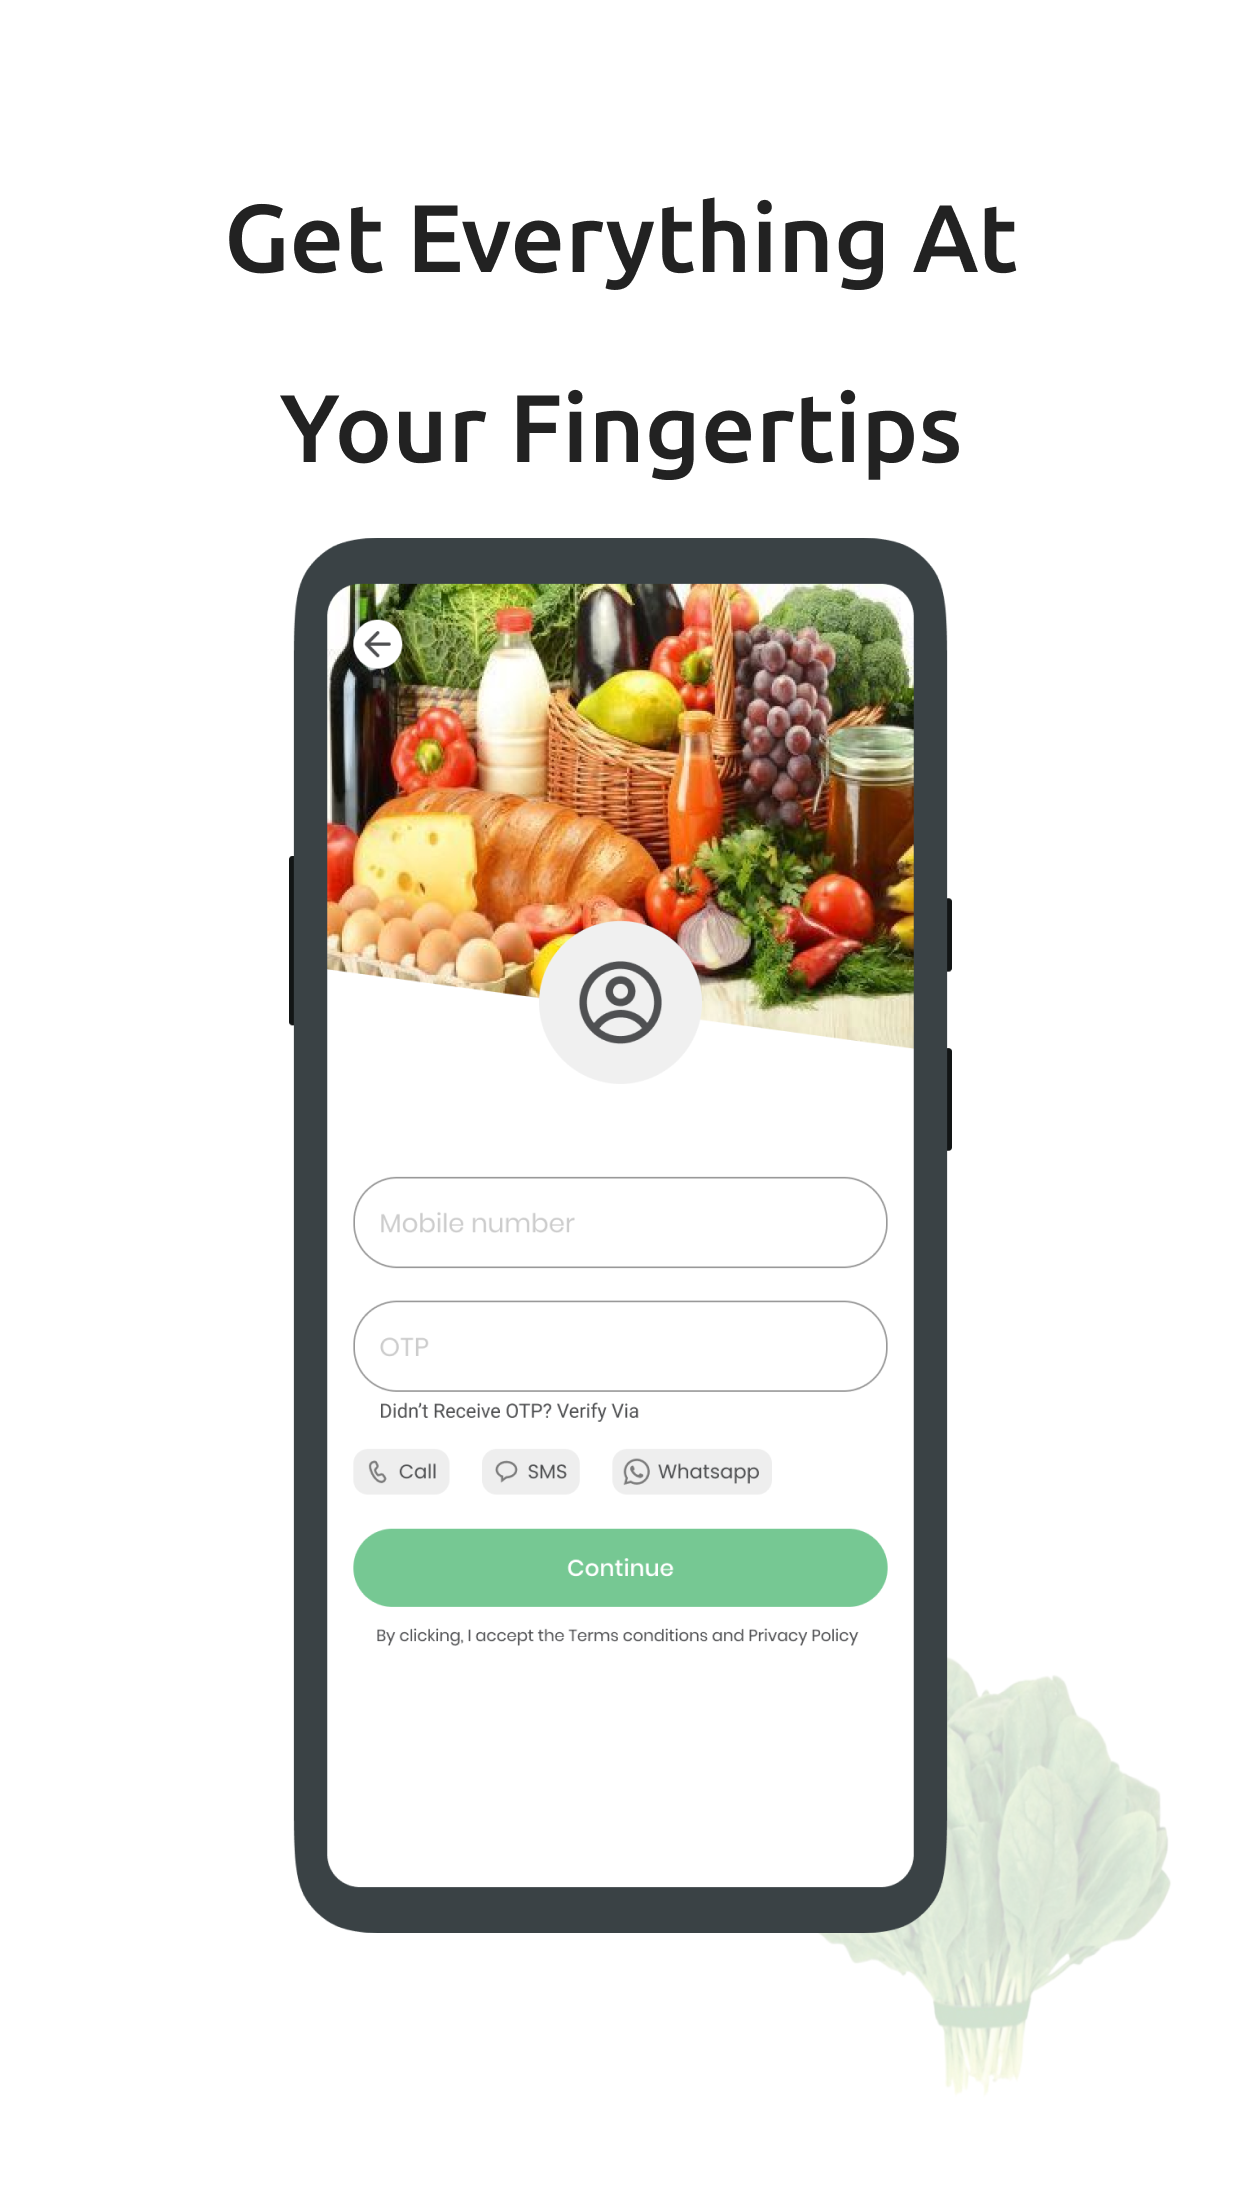 Get Everything At
Your Fingertips
Mobile number
OTP
Didn’t Receive OTP? Verify Via
Call SMS Whatsapp
Continue
By clicking, I accept the Terms conditions and Privacy Policy